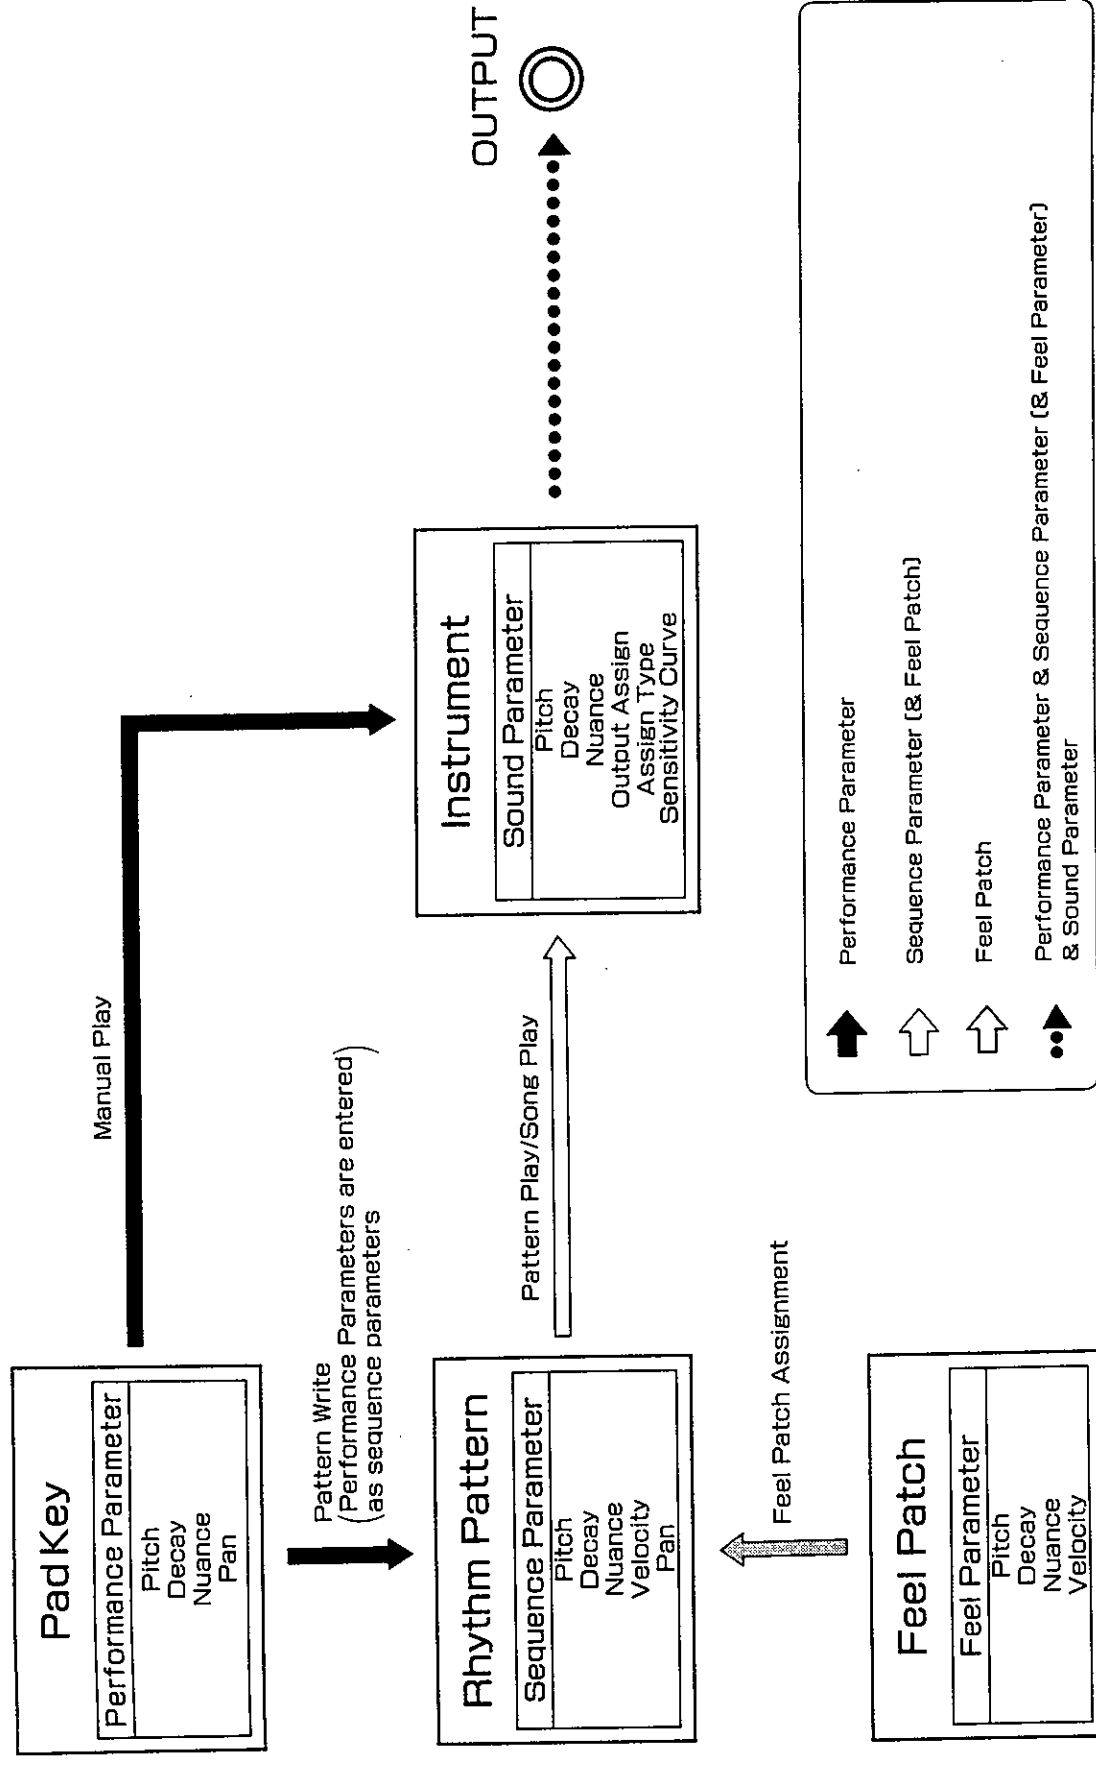 Pad Key
Performance Parameter
Pitch
Decay
Nuance
Pan
Manual Play
Pattern Write
(Performance Parameters are entered)
(as sequence parameters)
Rhythm Pattern
Sequence Parameter
Pitch
Decay
Nuance
Velocity
Pan
Pattern Play/Song Play
Instrument
Sound Parameter
Pitch
Decay
Nuance
Output Assign
Assign Type
Sensitivity Curve
OUTPUT
Feel Patch Assignment
Feel Patch
Feel Parameter
Pitch
Decay
Nuance
Velocity
Performance Parameter
Sequence Parameter (& Feel Patch)
Feel Patch
Performance Parameter & Sequence Parameter (& Feel Parameter)
& Sound Parameter